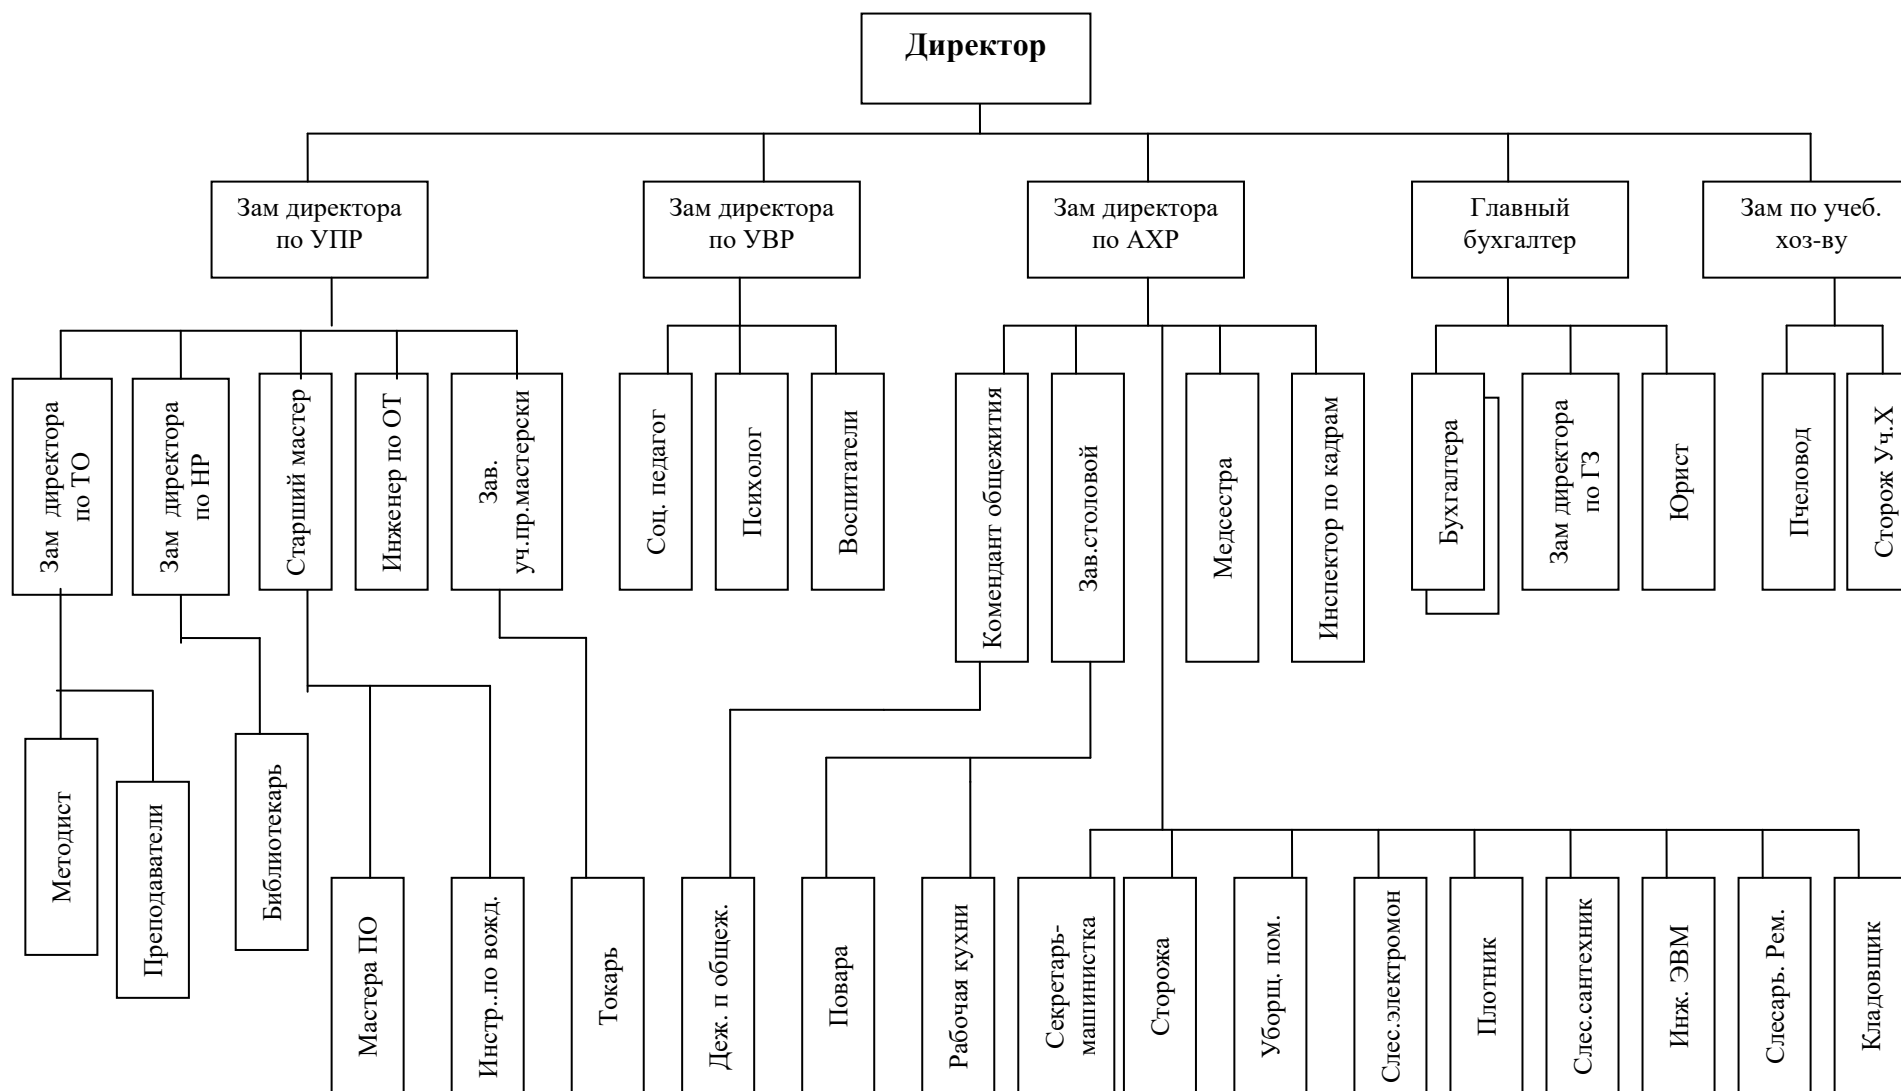 Директор
Зам директора
по УПР
Зам директора
по УВР
Зам директора
по АХР
Главный
бухгалтер
Зам по учеб.
хоз-ву
Зам  директора
по ТО
Зам  директора
по НР
Старший мастер
Инженер по ОТ
Зав.
уч.пр.мастерски
Соц. педагог
Психолог
Воспитатели
Комендант общежития
Зав.столовой
Медсестра
Инспектор по кадрам
Бухгалтера
Зам директора
по ГЗ
Юрист
Пчеловод
Сторож Уч.Х
Методист
Преподаватели
Библиотекарь
Мастера ПО
Инстр..по вожд.
Токарь
Деж. п общеж.
Повара
Рабочая кухни
Секретарь-
машинистка
Сторожа
Уборщ. пом.
Слес.электромон
Плотник
Слес.сантехник
Инж. ЭВМ
Слесарь. Рем.
Кладовщик